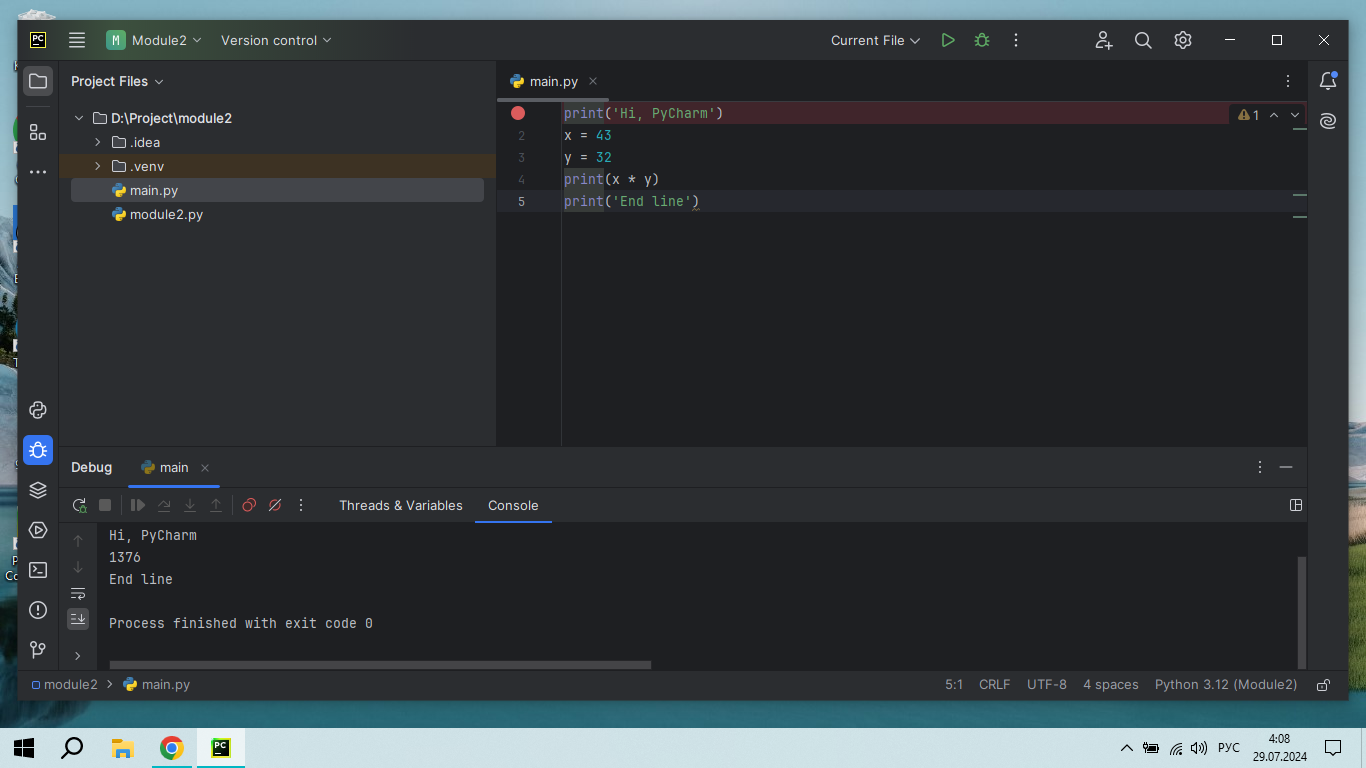 PC
M Module2
Version control
Current File
Project Files
main.py
D:\Project\module2
.idea
.venv
main.py
module2.py
print('Hi, PyCharm')
1
2 x = 43
3 y = 32
4 print(x * y)
5 print('End line')
Debug
main
Threads & Variables
Console
Hi, PyCharm
1376
End line
Process finished with exit code 0
module2
main.py
5:1
CRLF
UTF-8
4 spaces
Python 3.12 (Module2)
PC
РУС
4:08
29.07.2024